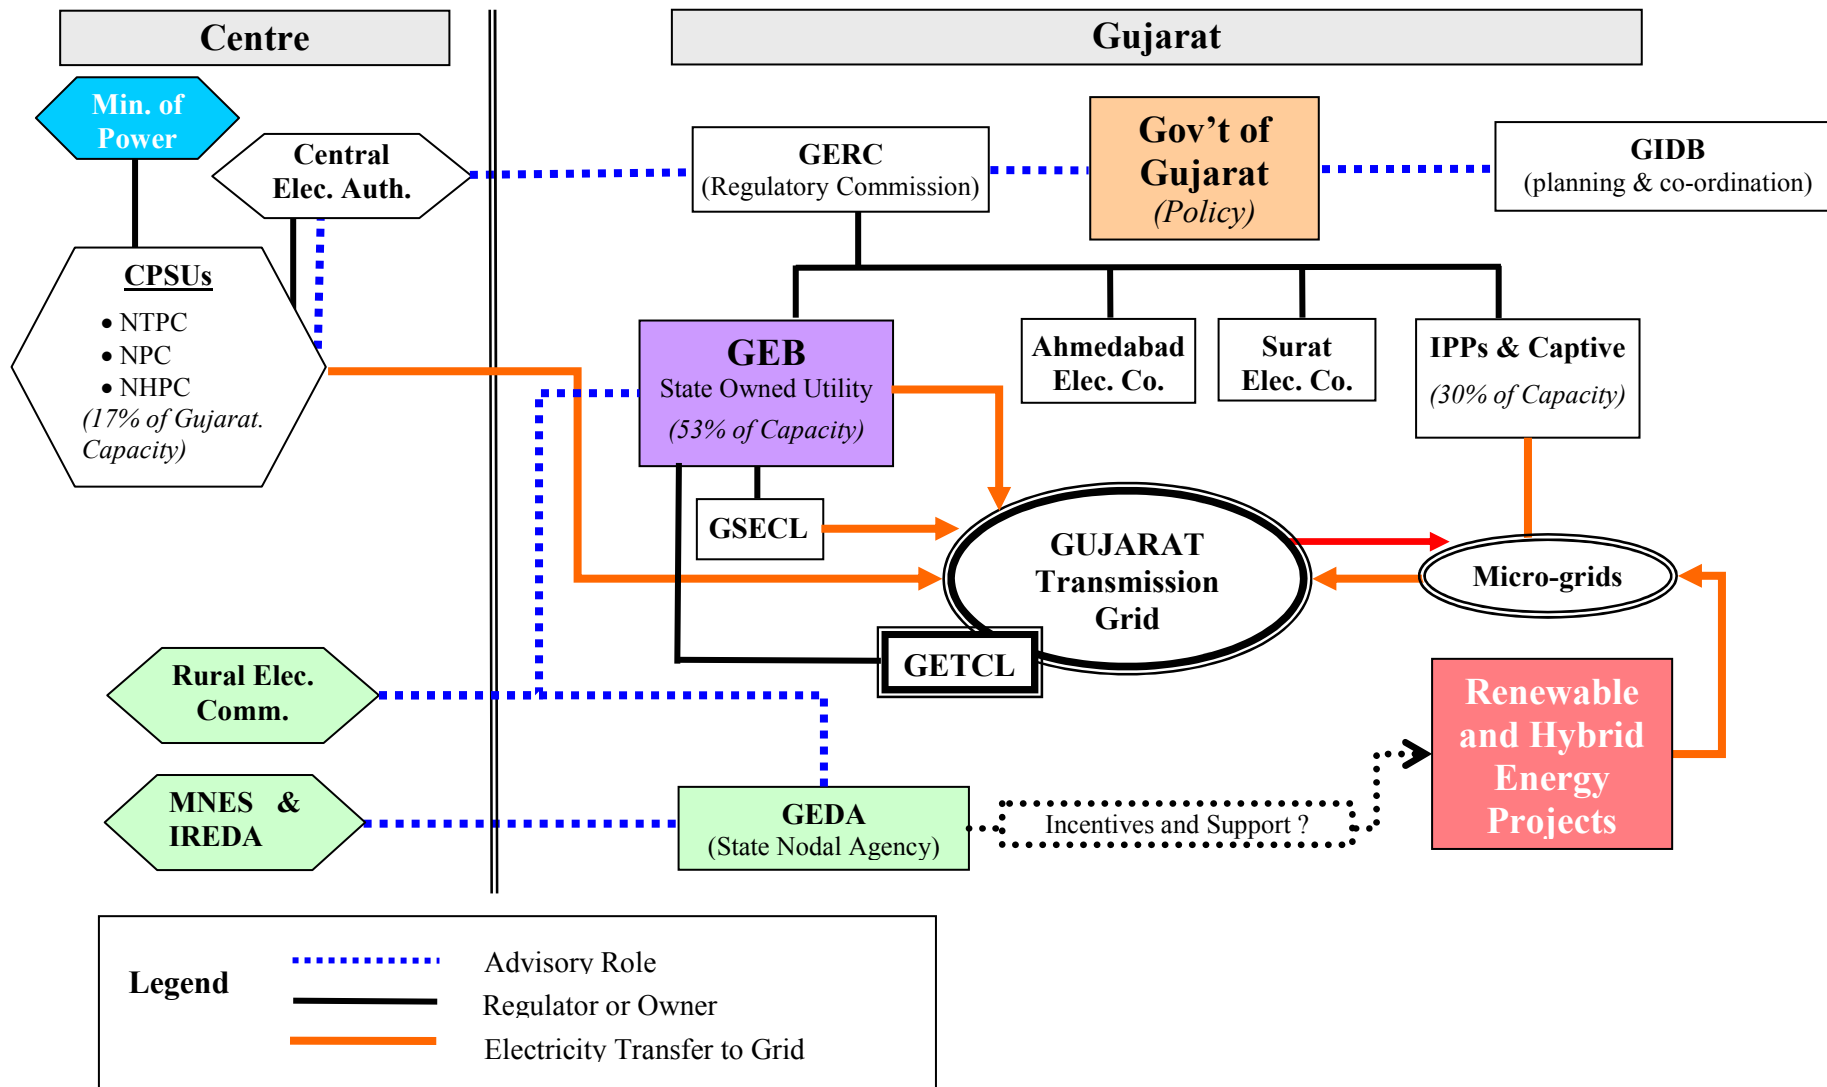 Centre
Gujarat
Min. of
Power
Central
Elec. Auth.
GERC
(Regulatory Commission)
Gov't of
Gujarat
(Policy)
GIDB
(planning & co-ordination)
CPSUs
• NTPC
• NPC
• NHPC
(17% of Gujarat.
Capacity)
GEB
State Owned Utility
(53% of Capacity)
Ahmedabad
Elec. Co.
Surat
Elec. Co.
IPPs & Captive
(30% of Capacity)
GSECL
GUJARAT
Transmission
Grid
Micro-grids
GETCL
Rural Elec.
Comm.
Renewable
and Hybrid
Energy
Projects
MNES &
IREDA
GEDA
(State Nodal Agency)
Incentives and Support ?
Legend
Advisory Role
Regulator or Owner
Electricity Transfer to Grid